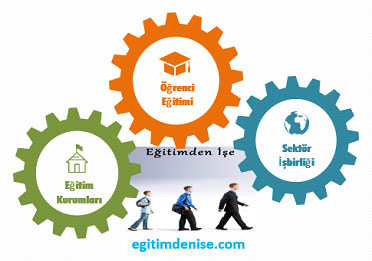 Öğrenci
Eğitimi
Eğitim
Kurumları
Sektör
İşbirliği
Eğitimden İşe
egitimdenise.com